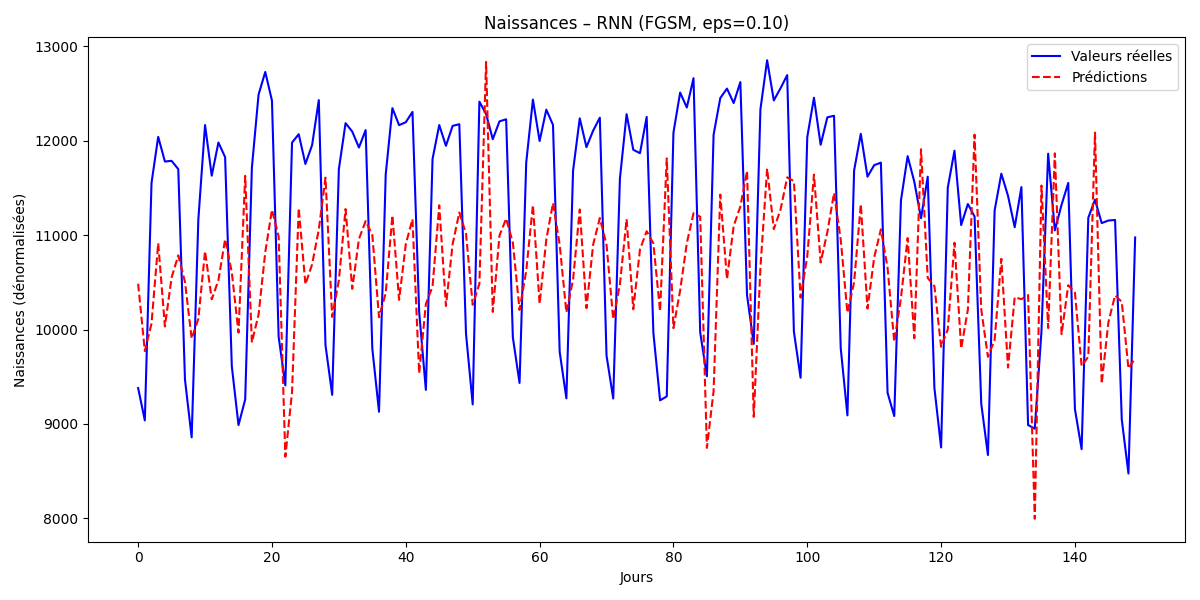 Naissances – RNN (FGSM, eps=0.10)
Valeurs réelles
Prédictions
Naissances (dénormalisées)
13000
12000
11000
10000
9000
8000
0 20 40 60 80 100 120 140
Jours